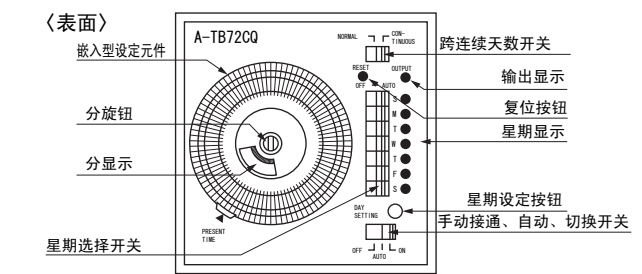 〈表面〉
A-TB72CQ
嵌入型设定元件
分旋钮
分显示
星期选择开关
NORMAL
CON-
TINUOUS
RESET
OUTPUT
OFF
AUTO
S
M
T
W
T
F
S
DAY
SETTING
PRESENT
TIME
OFF
AUTO
ON
跨连续天数开关
输出显示
复位按钮
星期显示
星期设定按钮
手动接通、自动、切换开关